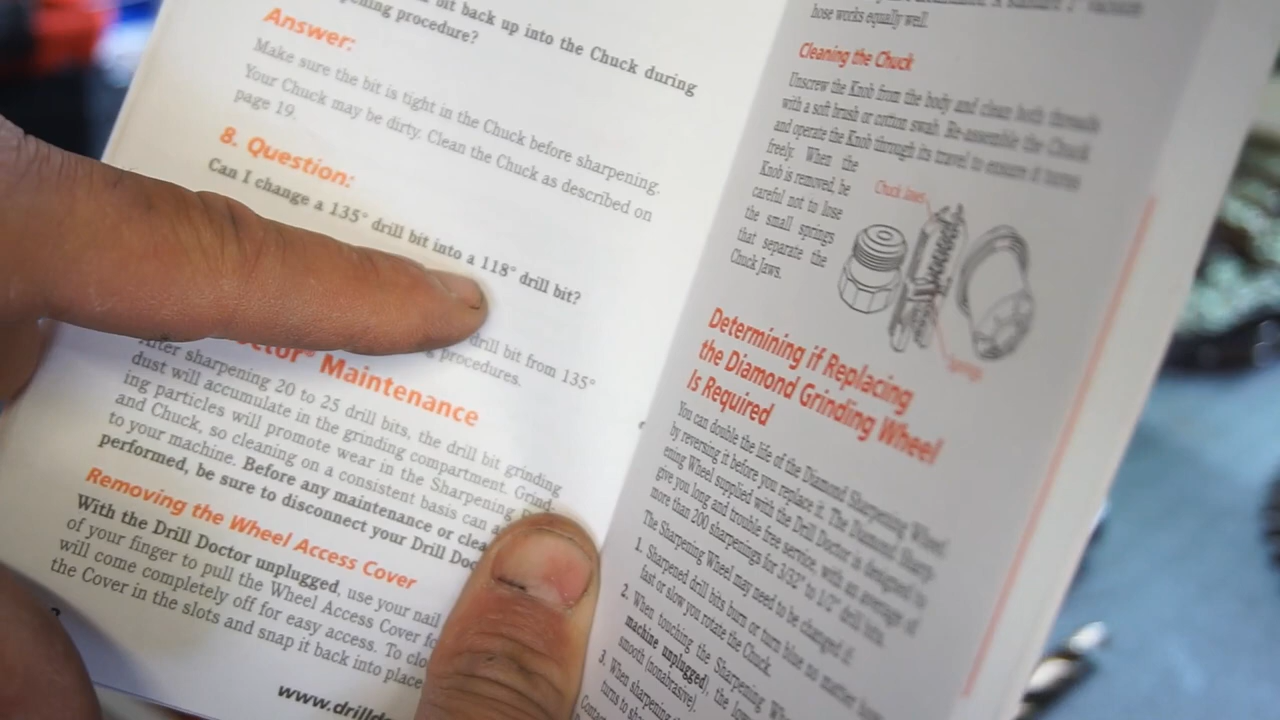 bit back up into the Chuck during
procedure?
Answer:
Make sure the bit is tight in the Chuck before sharpening.
Your Chuck may be dirty. Clean the Chuck as described on
page 19.
8. Question:
Can I change a 135° drill bit into a 118° drill bit?
drill bit from 135°
procedures.
Maintenance
After sharpening 20 to 25 drill bits, the drill bit grinding
dust will accumulate in the grinding compartment. Grind-
ing particles will promote wear in the Sharpening
and Chuck, so cleaning on a consistent basis can
to your machine. Before any maintenance or
performed, be sure to disconnect your Drill
Removing the Wheel Access Cover
With the Drill Doctor unplugged, use your nail
of your finger to pull the Wheel Access Cover
will come completely off for easy access. To
the Cover in the slots and snap it back into place
hose works equally well.
Cleaning the Chuck
Unscrew the Knob from the body and clean both threads
with a soft brush or cotton swab. Re-assemble the Chuck
and operate the Knob through its travel to ensure it turns
freely. When the
Knob is removed, be
careful not to lose
the small springs
that separate the
Chuck Jaws.
Chuck Jaws
Springs
Determining if Replacing
the Diamond Grinding Wheel
Is Required
You can double the life of the Diamond Sharpening Wheel
by reversing it before you replace it. The Diamond Sharp-
ening Wheel supplied with the Drill Doctor is designed to
give you long and trouble free service, with an average of
more than 200 sharpenings for 3/32" to 1/2" drill bits.
The Sharpening Wheel may need to be changed if:
1. Sharpened drill bits burn or turn blue no matter how
fast or slow you rotate the Chuck.
2. When touching the Sharpening
machine unplugged), the
smooth (nonabrasive).
3. When sharpening
turns to